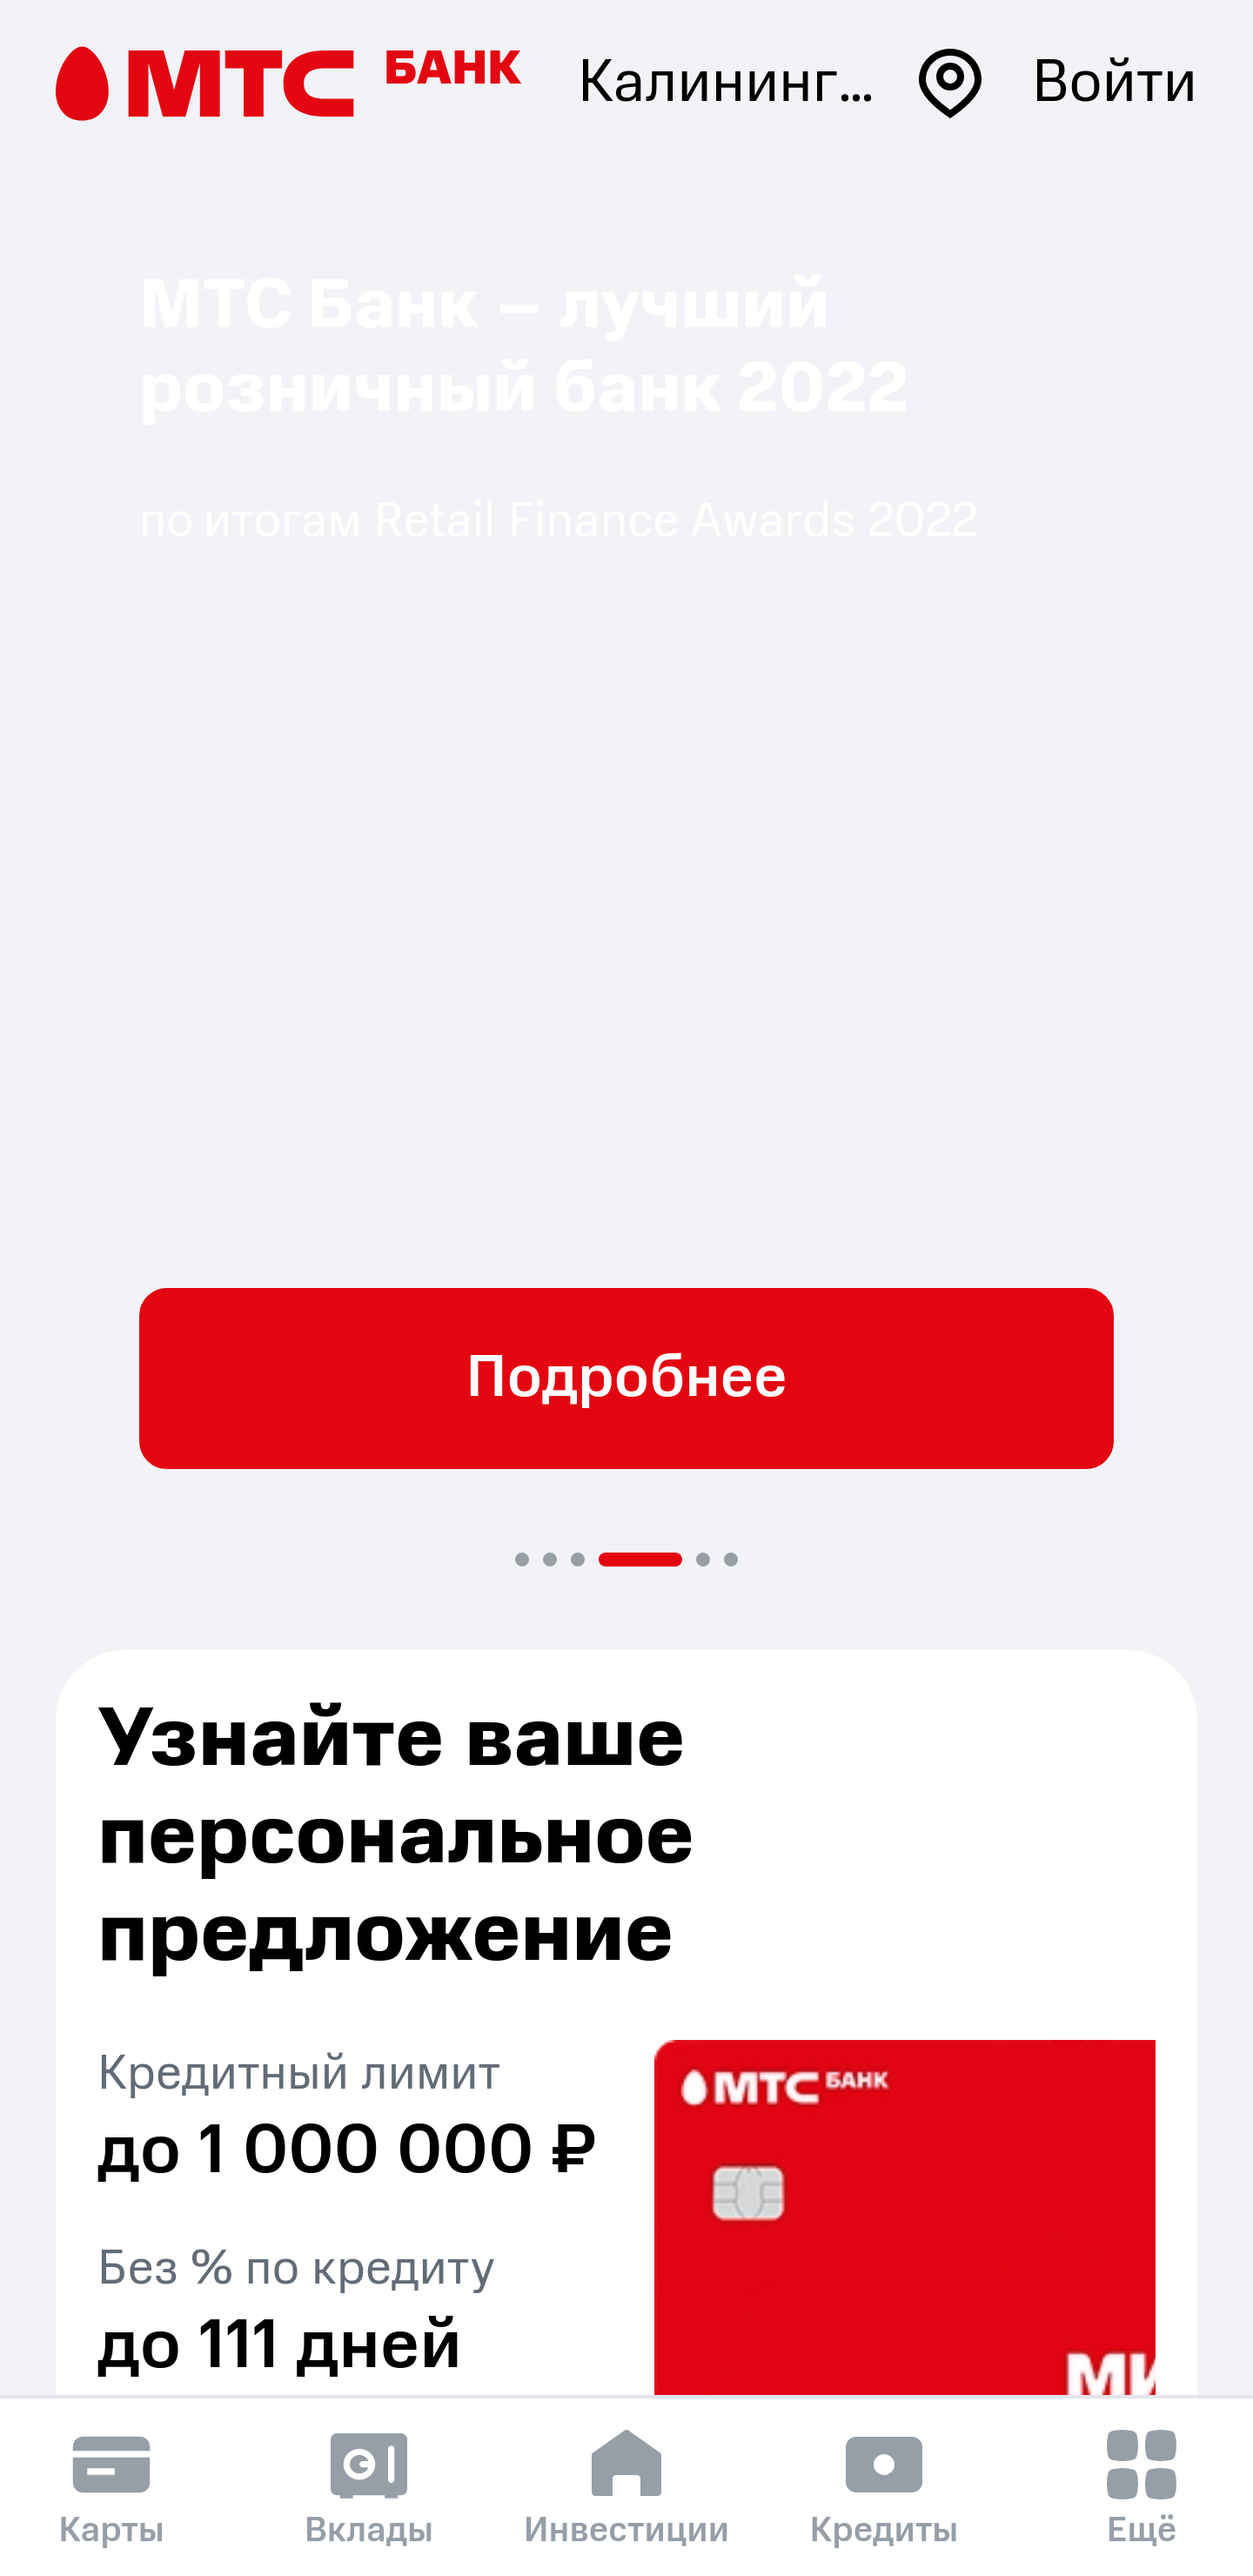 МТС БАНК
Калининг...
Войти
МТС Банк – лучший
розничный банк 2022
по итогам Retail Finance Awards 2022
Подробнее
Узнайте ваше
персональное
предложение
Кредитный лимит
до 1 000 000 ₽
Без % по кредиту
до 111 дней
МТС БАНК
Карты
Вклады
Инвестиции
Кредиты
Ещё